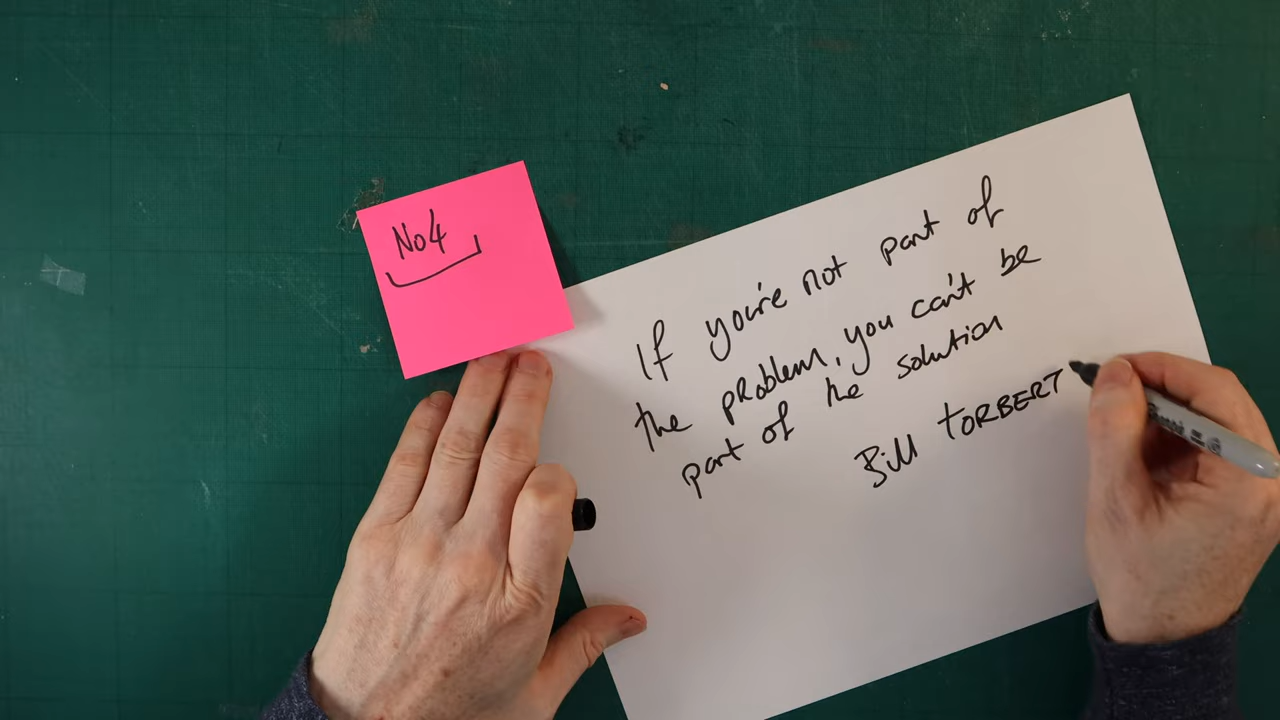 No4
If you're not part of
the problem, you can't be
part of the solution
Bill TORBERT